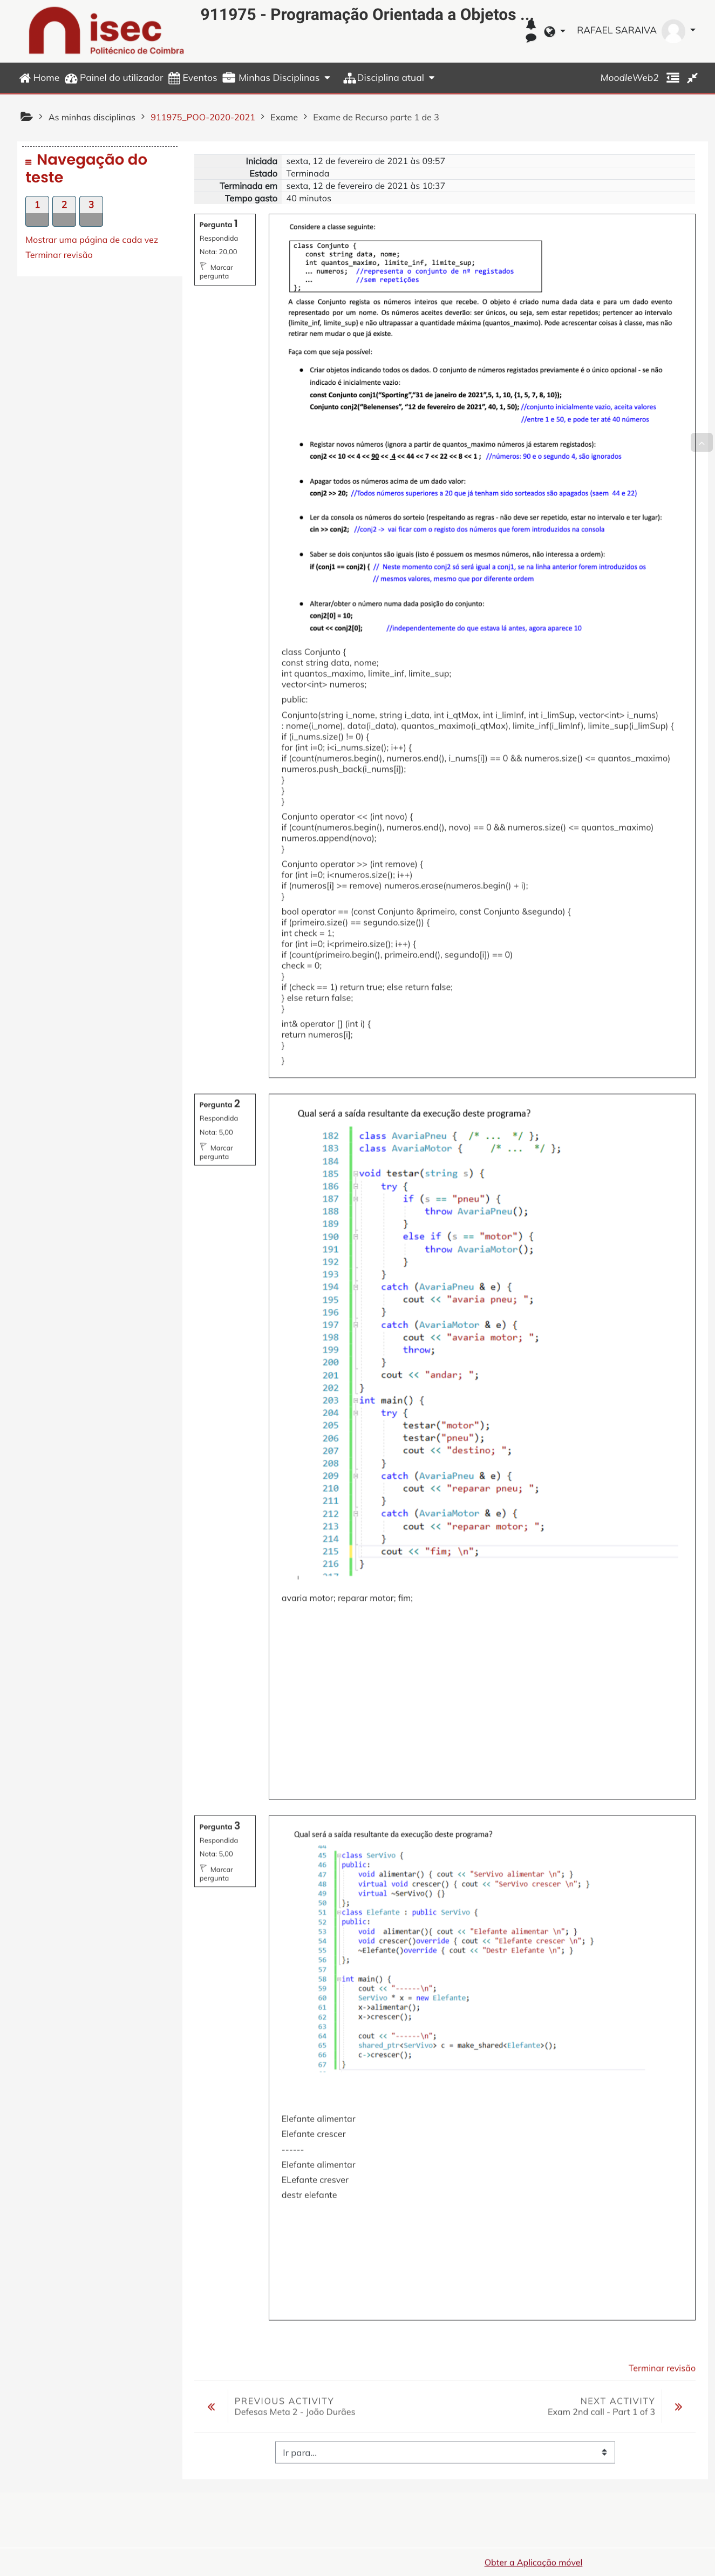 isec
Politécnico de Coimbra
911975 - Programação Orientada a Objetos ...
RAFAEL SARAIVA
Home
Painel do utilizador
Eventos
Minhas Disciplinas
Disciplina atual
MoodleWeb2
As minhas disciplinas
911975_POO-2020-2021
Exame
Exame de Recurso parte 1 de 3
Navegação do
teste
1 2 3
Mostrar uma página de cada vez
Terminar revisão
Iniciada sexta, 12 de fevereiro de 2021 às 09:57
Estado Terminada
Terminada em sexta, 12 de fevereiro de 2021 às 10:37
Tempo gasto 40 minutos
Pergunta 1
Respondida
Nota: 20,00
Marcar
pergunta
Considere a classe seguinte:
class Conjunto {
const string data, nome;
int quantos_maximo, limite_inf, limite_sup;
... numeros; //representa o conjunto de nº registados
... //sem repetições
};
A classe Conjunto regista os números inteiros que recebe. O objeto é criado numa dada data e para um dado evento
representado por um nome. Os números aceites deverão: ser únicos, ou seja, sem estar repetidos; pertencer ao intervalo
{limite_inf, limite_sup} e não ultrapassar a quantidade máxima (quantos_maximo). Pode acrescentar coisas à classe, mas não
retirar nem mudar o que já existe.
Faça com que seja possível:
● Criar objetos indicando todos os dados. O conjunto de números registados previamente é o único opcional - se não
indicado é inicialmente vazio:
const Conjunto conj1("Sporting","31 de janeiro de 2021",5, 1, 10, {1, 5, 7, 8, 10});
Conjunto conj2("Belenenses", "12 de fevereiro de 2021", 40, 1, 50); //conjunto inicialmente vazio, aceita valores
//entre 1 e 50, e pode ter até 40 números
● Registar novos números (ignora a partir de quantos_maximo números já estarem registados):
conj2 << 10 << 4 << 90 << 4 << 44 << 7 << 22 << 8 << 1 ; //números: 90 e o segundo 4, são ignorados
● Apagar todos os números acima de um dado valor:
conj2 >> 20; //Todos números superiores a 20 que já tenham sido sorteados são apagados (saem 44 e 22)
● Ler da consola os números do sorteio (respeitando as regras - não deve ser repetido, estar no intervalo e ter lugar):
cin >> conj2; //conj2 -> vai ficar com o registo dos números que forem introduzidos na consola
● Saber se dois conjuntos são iguais (isto é possuem os mesmos números, não interessa a ordem):
if (conj1 == conj2) { // Neste momento conj2 só será igual a conj1, se na linha anterior forem introduzidos os
// mesmos valores, mesmo que por diferente ordem
● Alterar/obter o número numa dada posição do conjunto:
conj2[0] = 10;
cout << conj2[0]; //independentemente do que estava lá antes, agora aparece 10
class Conjunto {
const string data, nome;
int quantos_maximo, limite_inf, limite_sup;
vector<int> numeros;
public:
Conjunto(string i_nome, string i_data, int i_qtMax, int i_limInf, int i_limSup, vector<int> i_nums)
: nome(i_nome), data(i_data), quantos_maximo(i_qtMax), limite_inf(i_limInf), limite_sup(i_limSup) {
if (i_nums.size() != 0) {
for (int i=0; i<i_nums.size(); i++) {
if (count(numeros.begin(), numeros.end(), i_nums[i]) == 0 && numeros.size() <= quantos_maximo)
numeros.push_back(i_nums[i]);
}
}
}
Conjunto operator << (int novo) {
if (count(numeros.begin(), numeros.end(), novo) == 0 && numeros.size() <= quantos_maximo)
numeros.append(novo);
}
Conjunto operator >> (int remove) {
for (int i=0; i<numeros.size(); i++)
if (numeros[i] >= remove) numeros.erase(numeros.begin() + i);
}
bool operator == (const Conjunto &primeiro, const Conjunto &segundo) {
if (primeiro.size() == segundo.size()) {
int check = 1;
for (int i=0; i<primeiro.size(); i++) {
if (count(primeiro.begin(), primeiro.end(), segundo[i]) == 0)
check = 0;
}
if (check == 1) return true; else return false;
} else return false;
}
int& operator [] (int i) {
return numeros[i];
}
}
Pergunta 2
Respondida
Nota: 5,00
Marcar
pergunta
Qual será a saída resultante da execução deste programa?
182 class AvariaPneu { /* ... */ };
183 class AvariaMotor { /* ... */ };
184
185 void testar(string s) {
186 try {
187 if (s == "pneu") {
188 throw AvariaPneu();
189 }
190 else if (s == "motor") {
191 throw AvariaMotor();
192 }
193 }
194 catch (AvariaPneu & e) {
195 cout << "avaria pneu; ";
196 }
197 catch (AvariaMotor & e) {
198 cout << "avaria motor; ";
199 throw;
200 }
201 cout << "andar; ";
202 }
203 int main() {
204 try {
205 testar("motor");
206 testar("pneu");
207 cout << "destino; ";
208 }
209 catch (AvariaPneu & e) {
210 cout << "reparar pneu; ";
211 }
212 catch (AvariaMotor & e) {
213 cout << "reparar motor; ";
214 }
215 cout << "fim; \n";
216 }
avaria motor; reparar motor; fim;
Pergunta 3
Respondida
Nota: 5,00
Marcar
pergunta
Qual será a saída resultante da execução deste programa?
45 class SerVivo {
46 public:
47 void alimentar() { cout << "SerVivo alimentar \n"; }
48 virtual void crescer() { cout << "SerVivo crescer \n"; }
49 virtual ~SerVivo() {}
50 };
51 class Elefante : public SerVivo {
52 public:
53 void alimentar(){ cout << "Elefante alimentar \n"; }
54 void crescer()override { cout << "Elefante crescer \n"; }
55 ~Elefante()override { cout << "Destr Elefante \n"; }
56 };
57
58 int main() {
59 cout << "------\n";
60 SerVivo * x = new Elefante;
61 x->alimentar();
62 x->crescer();
63
64 cout << "------\n";
65 shared_ptr<SerVivo> c = make_shared<Elefante>();
66 c->crescer();
67 }
Elefante alimentar
Elefante crescer
------
Elefante alimentar
ELefante cresver
destr elefante
Terminar revisão
PREVIOUS ACTIVITY
Defesas Meta 2 - João Durães
NEXT ACTIVITY
Exam 2nd call - Part 1 of 3
Ir para...
Obter a Aplicação móvel